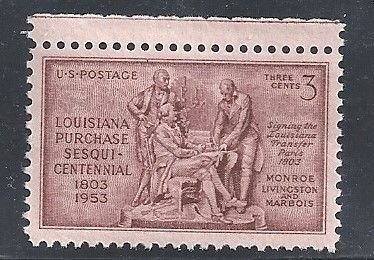 U·S·POSTAGE
LOUISIANA
PURCHASE
SESQUI-
CENTENNIAL
1803
1953
THREE
CENTS 3
Signing the
Louisiana
Transfer
Paris
1803
MONROE
LIVINGSTON
AND
MARBOIS